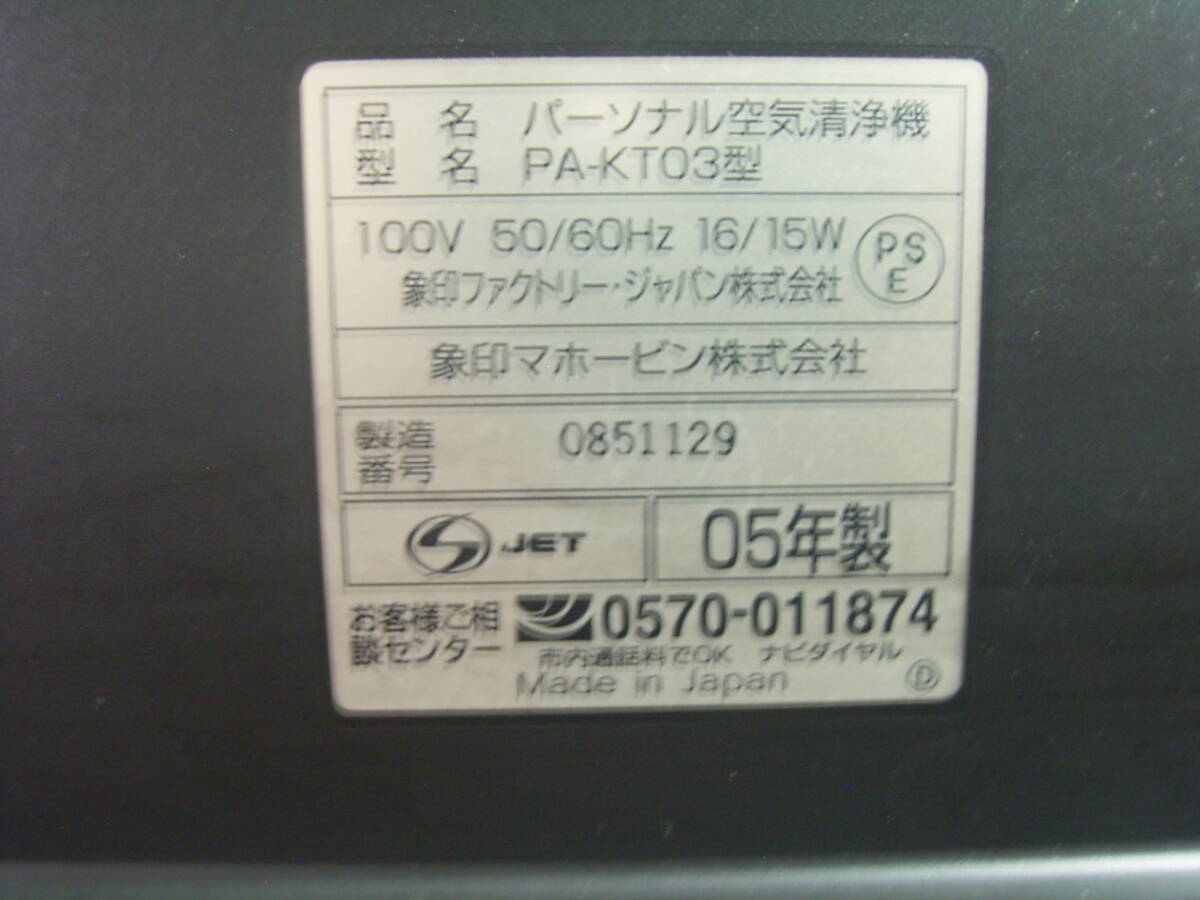 品名 パーソナル空気清浄機
型名 PA-KT03型
100V 50/60Hz 16/15W
PS
E
象印ファクトリー・ジャパン株式会社
象印マホービン株式会社
製造
番号
0851129
JET
05年製
お客様ご相
談センター
0570-011874
市内通話料でOK ナビダイヤル
Made in Japan
D